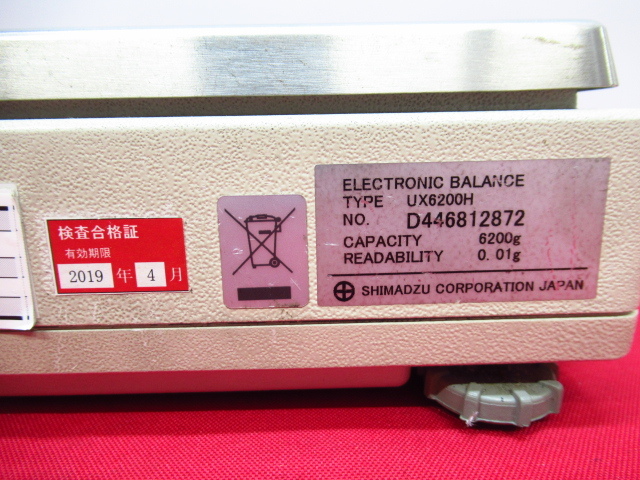 検査合格証
有効期限
2019 年 4 月
ELECTRONIC BALANCE
TYPE UX6200H
NO. D446812872
CAPACITY 6200g
READABILITY 0.01g
SHIMADZU CORPORATION JAPAN